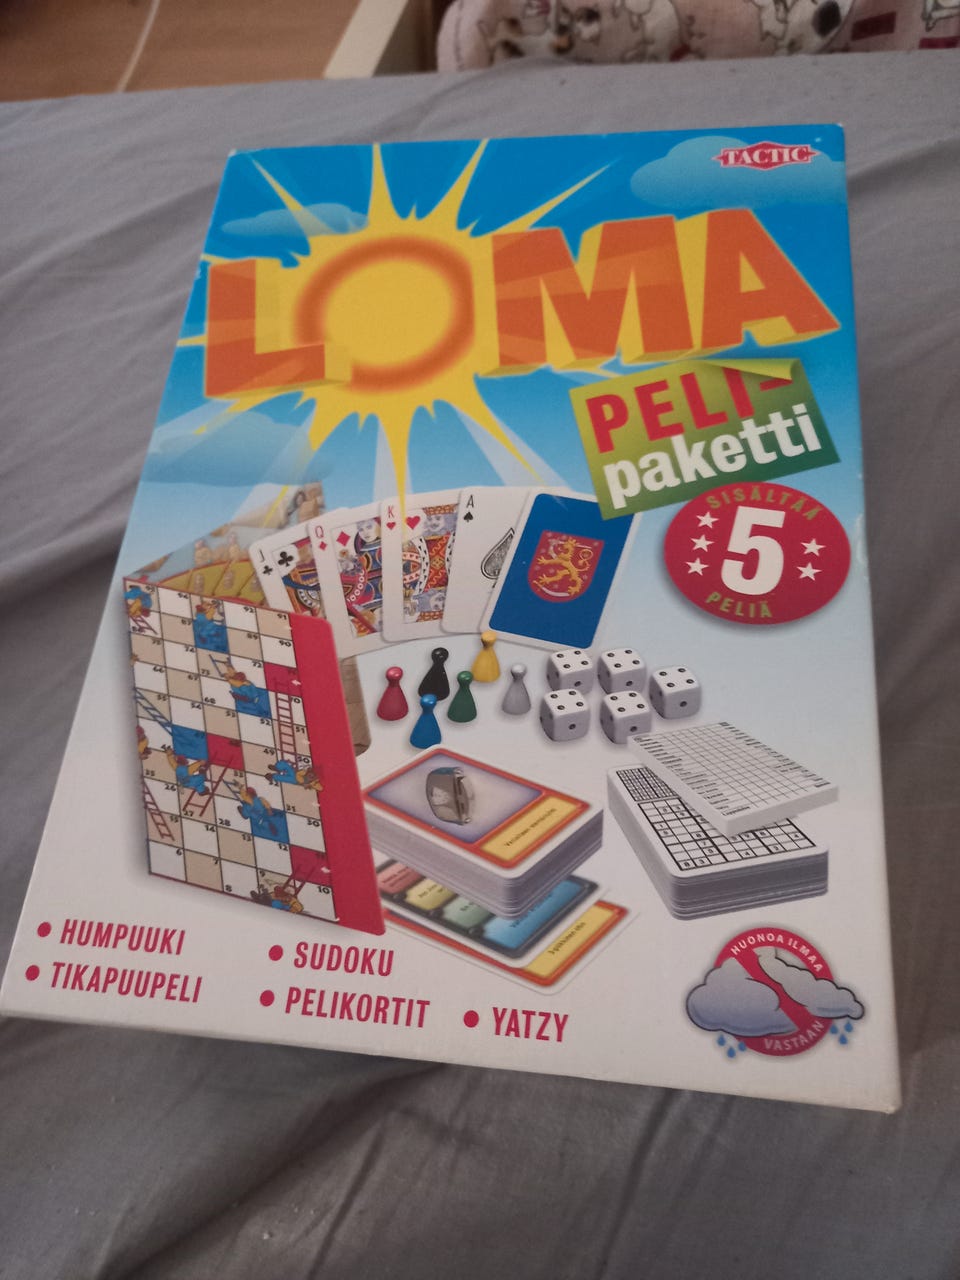 TACTIC
LOMA
PELI-
paketti
SISÄLTÄÄ
5
PELIÄ
J
Q
K
A
• HUMPUUKI
• TIKAPUUPELI
• SUDOKU
• PELIKORTIT
• YATZY
HUONOA ILMAA
VASTAAN